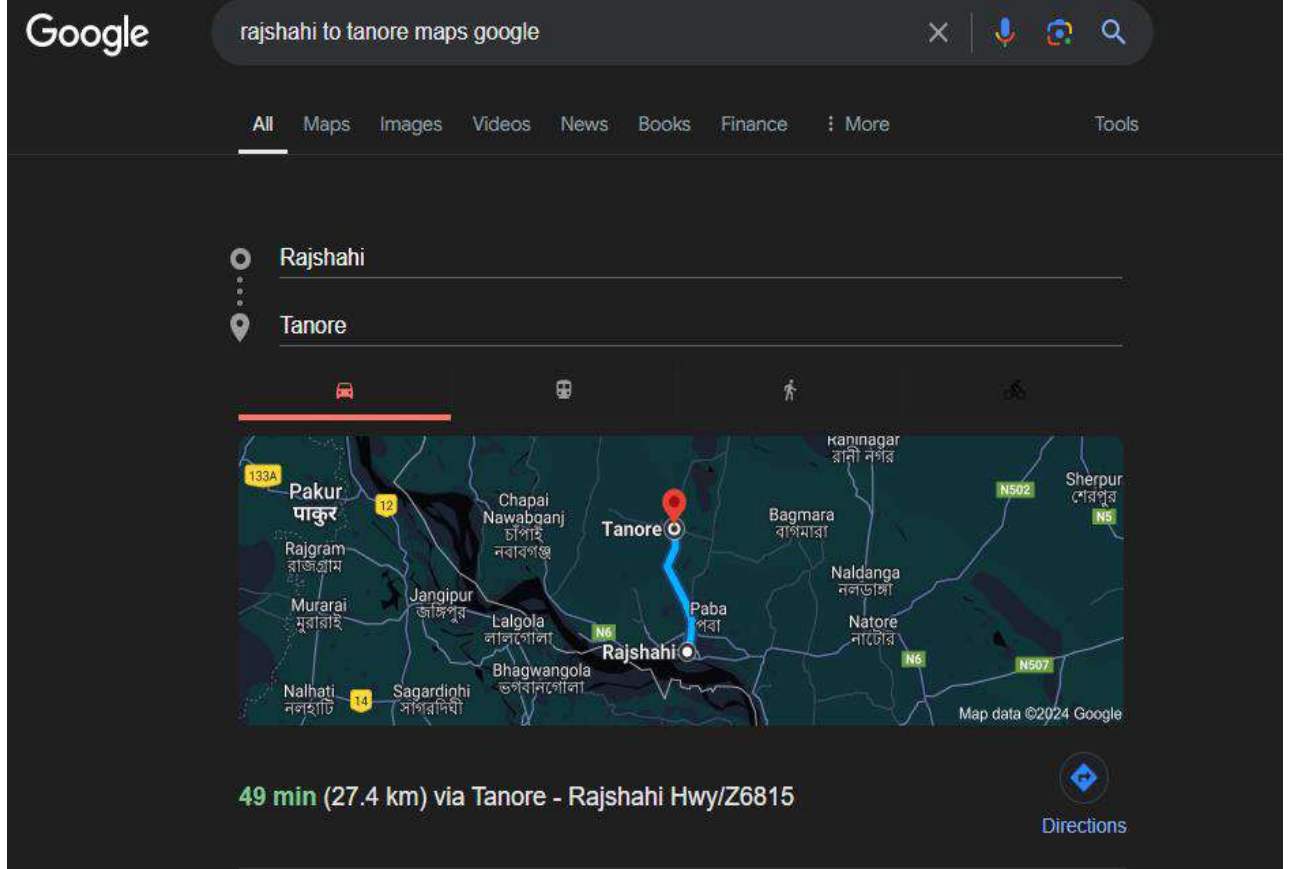 Google
rajshahi to tanore maps google
All Maps Images Videos News Books Finance More Tools
Rajshahi
Tanore
Raninagar
রানী নগর
133A
Pakur
पाकुर
12
Chapai
Nawabganj
চাঁপাই
নবাবগঞ্জ
Tanore
Bagmara
বাগমারা
N502
Sherpur
শেরপুর
N5
Rajgram
রাজগ্রাম
Murarai
মুরারই
Jangipur
জঙ্গিপুর
Lalgola
লালগোলা
Naldanga
নলডাঙ্গা
Paba
পবা
Natore
নাটোর
N6
Rajshahi
N6
N507
Bhagwangola
ভগবানগোলা
Nalhati
নলহাটি
14
Sagardighi
সাগরদিঘী
Map data ©2024 Google
49 min (27.4 km) via Tanore - Rajshahi Hwy/Z6815
Directions